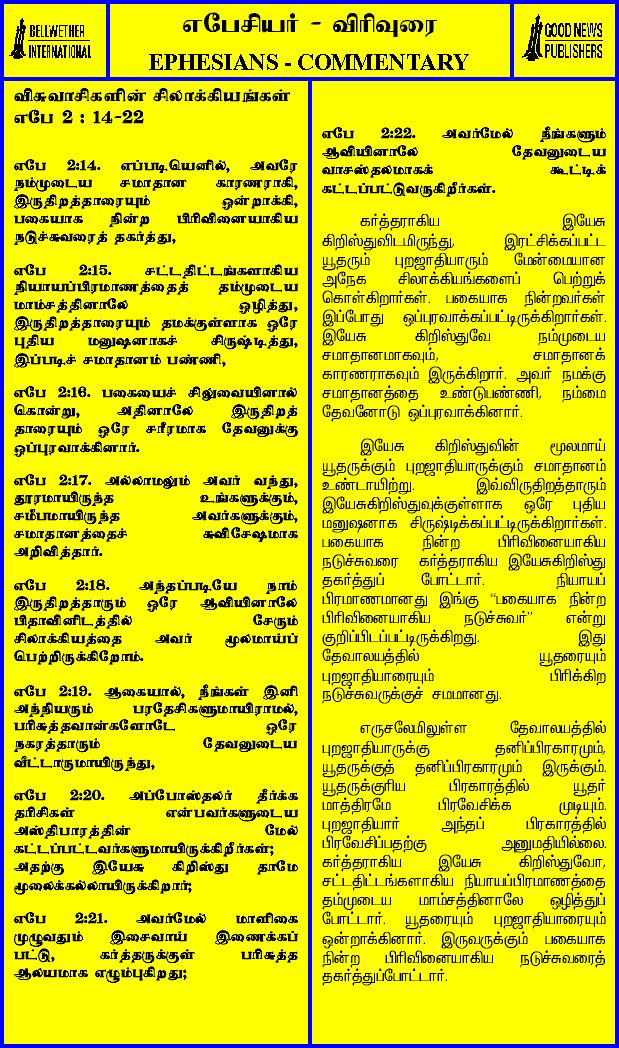 BELLWETHER
INTERNATIONAL
எபேசியர் - விரிவுரை
EPHESIANS - COMMENTARY
GOOD NEWS
PUBLISHERS
விசுவாசிகளின் சிலாக்கியங்கள்
எபே 2 : 14-22
எபே 2:14. எப்படியெனில், அவரே
நம்முடைய சமாதான காரணராகி,
இருதிறத்தாரையும் ஒன்றாக்கி,
பகையாக நின்ற பிரிவினையாகிய
நடுச்சுவரைத் தகர்த்து,
எபே 2:15. சட்டதிட்டங்களாகிய
நியாயப்பிரமாணத்தைத் தம்முடைய
மாம்சத்தினாலே ஒழித்து,
இருதிறத்தாரையும் தமக்குள்ளாக ஒரே
புதிய மனுஷனாகச் சிருஷ்டித்து,
இப்படிச் சமாதானம் பண்ணி,
எபே 2:16. பகையைச் சிலுவையினால்
கொன்று, அதினாலே இருதிறத்
தாரையும் ஒரே சரீரமாக தேவனுக்கு
ஒப்புரவாக்கினார்.
எபே 2:17. அல்லாமலும் அவர் வந்து,
தூரமாயிருந்த உங்களுக்கும்,
சமீபமாயிருந்த அவர்களுக்கும்,
சமாதானத்தைச் சுவிசேஷமாக
அறிவித்தார்.
எபே 2:18. அந்தப்படியே நாம்
இருதிறத்தாரும் ஒரே ஆவியினாலே
பிதாவினிடத்தில் சேரும்
சிலாக்கியத்தை அவர் மூலமாய்ப்
பெற்றிருக்கிறோம்.
எபே 2:19. ஆகையால், நீங்கள் இனி
அந்நியரும் பரதேசிகளுமாயிராமல்,
பரிசுத்தவான்களோடே ஒரே
நகரத்தாரும் தேவனுடைய
வீட்டாருமாயிருந்து,
எபே 2:20. அப்போஸ்தலர் தீர்க்க
தரிசிகள் என்பவர்களுடைய
அஸ்திபாரத்தின் மேல்
கட்டப்பட்டவர்களுமாயிருக்கிறீர்கள்;
அதற்கு இயேசு கிறிஸ்து தாமே
மூலைக்கல்லாயிருக்கிறார்;
எபே 2:21. அவர்மேல் மாளிகை
முழுவதும் இசைவாய் இணைக்கப்
பட்டு, கர்த்தருக்குள் பரிசுத்த
ஆலயமாக எழும்புகிறது;
எபே 2:22. அவர்மேல் நீங்களும்
ஆவியினாலே தேவனுடைய
வாசஸ்தலமாகக் கூட்டிக்
கட்டப்பட்டுவருகிறீர்கள்.
கர்த்தராகிய இயேசு
கிறிஸ்துவிடமிருந்து, இரட்சிக்கப்பட்ட
யூதரும் புறஜாதியாரும் மேன்மையான
அநேக சிலாக்கியங்களைப் பெற்றுக்
கொள்கிறார்கள். பகையாக நின்றவர்கள்
இப்போது ஒப்புரவாக்கப்பட்டிருக்கிறார்கள்.
இயேசு கிறிஸ்துவே நம்முடைய
சமாதானமாகவும், சமாதானக்
காரணராகவும் இருக்கிறார். அவர் நமக்கு
சமாதானத்தை உண்டுபண்ணி, நம்மை
தேவனோடு ஒப்புரவாக்கினார்.
இயேசு கிறிஸ்துவின் மூலமாய்
யூதருக்கும் புறஜாதியாருக்கும் சமாதானம்
உண்டாயிற்று. இவ்விருதிறத்தாரும்
இயேசுகிறிஸ்துவுக்குள்ளாக ஒரே புதிய
மனுஷனாக சிருஷ்டிக்கப்பட்டிருக்கிறார்கள்.
பகையாக நின்ற பிரிவினையாகிய
நடுச்சுவரை கர்த்தராகிய இயேசுகிறிஸ்து
தகர்த்துப் போட்டார். நியாயப்
பிரமாணமானது இங்கு “பகையாக நின்ற
பிரிவினையாகிய நடுச்சுவர்” என்று
குறிப்பிடப்பட்டிருக்கிறது. இது
தேவாலயத்தில் யூதரையும்
புறஜாதியாரையும் பிரிக்கிற
நடுச்சுவருக்குச் சமமானது.
எருசலேமிலுள்ள தேவாலயத்தில்
புறஜாதியாருக்கு தனிப்பிரகாரமும்,
யூதருக்குத் தனிப்பிரகாரமும் இருக்கும்.
யூதருக்குரிய பிரகாரத்தில் யூதர்
மாத்திரமே பிரவேசிக்க முடியும்.
புறஜாதியார் அந்தப் பிரகாரத்தில்
பிரவேசிப்பதற்கு அனுமதியில்லை.
கர்த்தராகிய இயேசு கிறிஸ்துவோ,
சட்டதிட்டங்களாகிய நியாயப்பிரமாணத்தை
தம்முடைய மாம்சத்தினாலே ஒழித்துப்
போட்டார். யூதரையும் புறஜாதியாரையும்
ஒன்றாக்கினார். இருவருக்கும் பகையாக
நின்ற பிரிவினையாகிய நடுச்சுவரைத்
தகர்த்துப்போட்டார்.